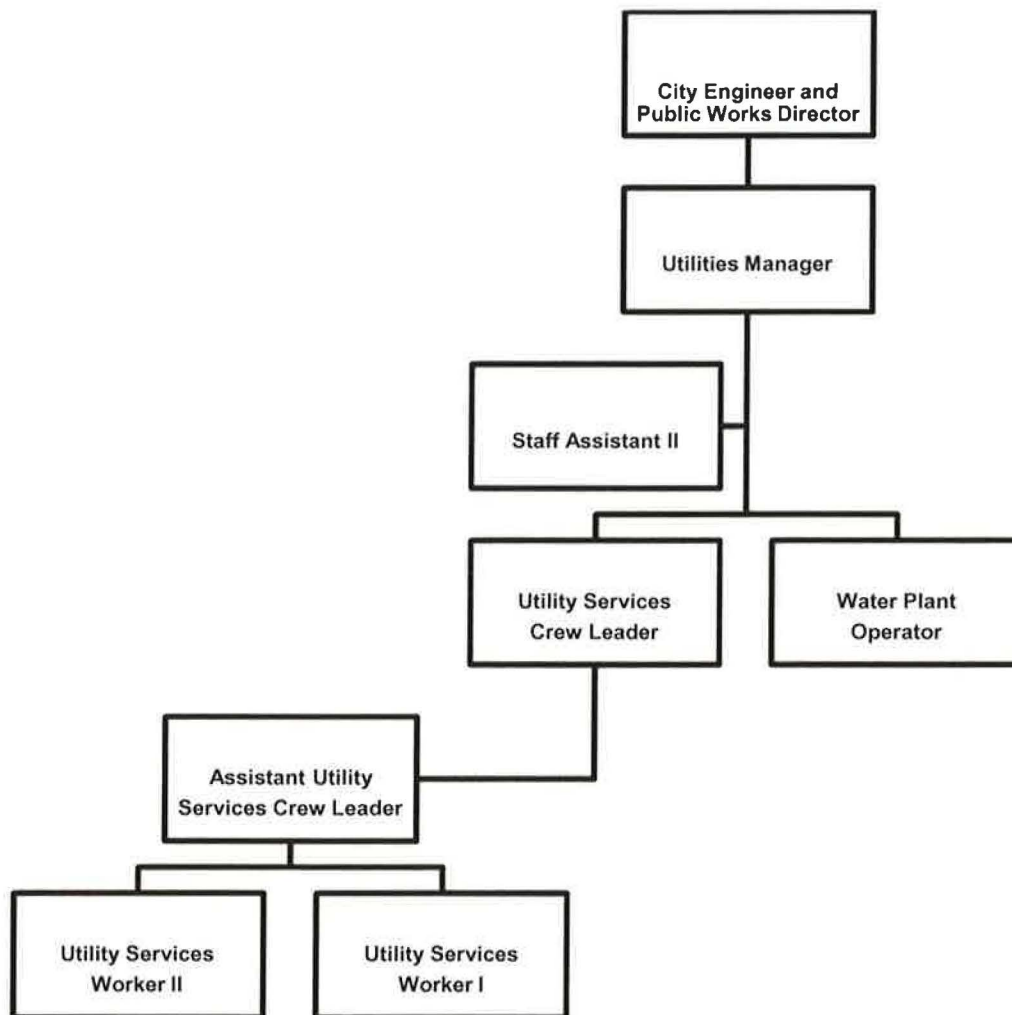 City Engineer and
Public Works Director
Utilities Manager
Staff Assistant II
Utility Services
Crew Leader
Water Plant
Operator
Assistant Utility
Services Crew Leader
Utility Services
Worker II
Utility Services
Worker I